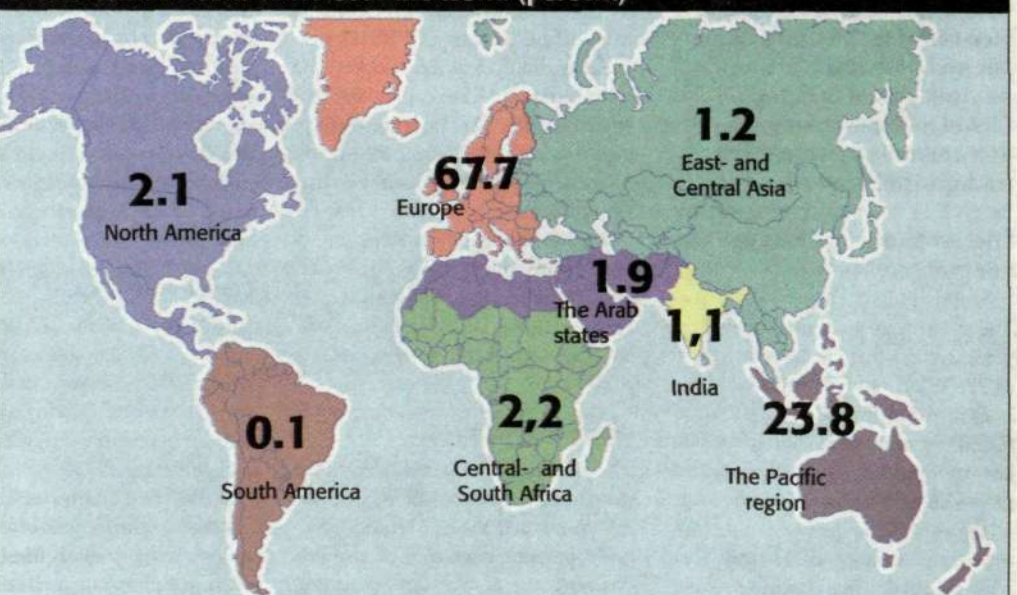 (percent)
2.1
North America
67.7
Europe
1.2
East- and
Central Asia
1.9
The Arab
states
1,1
India
0.1
South America
2,2
Central- and
South Africa
23.8
The Pacific
region